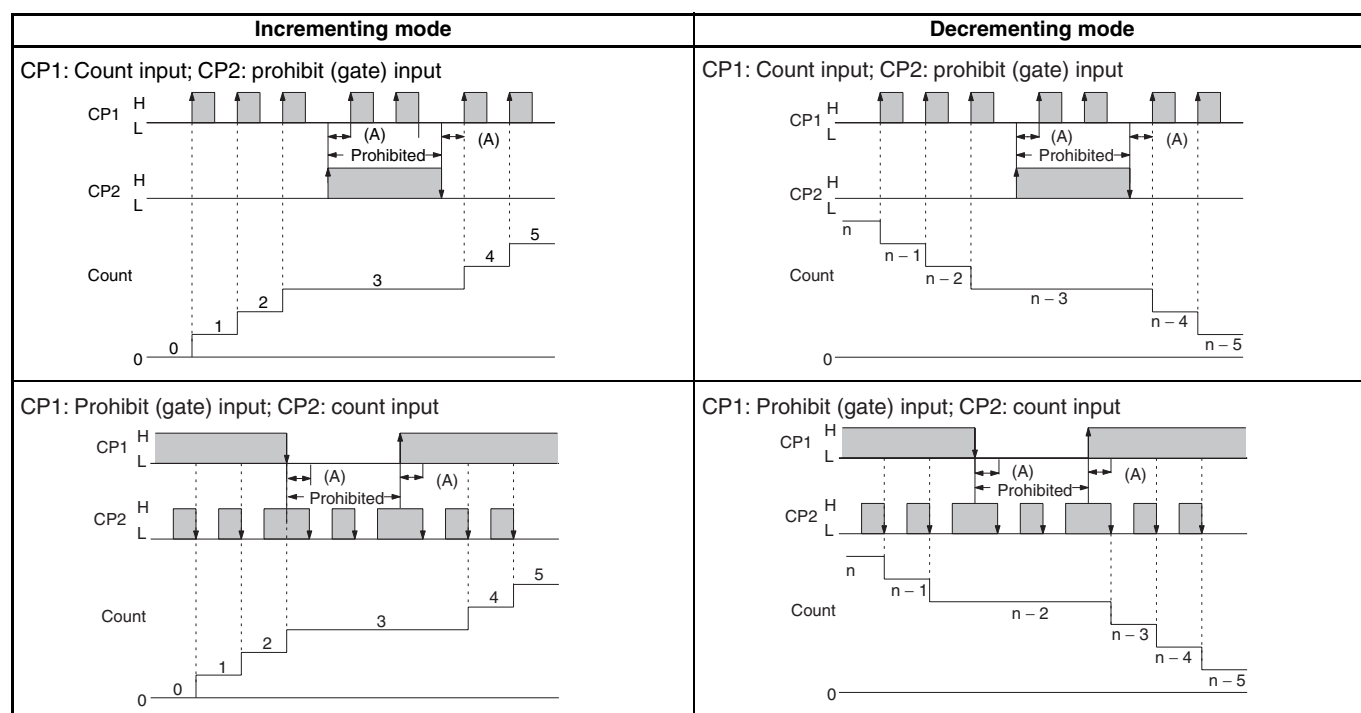 Incrementing mode
Decrementing mode
CP1: Count input; CP2: prohibit (gate) input
CP1 H
L
(A)
(A)
Prohibited
CP2 H
L
Count
0
0
1
2
3
4
5
CP1: Count input; CP2: prohibit (gate) input
CP1 H
L
(A)
(A)
Prohibited
CP2 H
L
Count
n
n – 1
n – 2
n – 3
n – 4
n – 5
0
CP1: Prohibit (gate) input; CP2: count input
CP1 H
L
(A)
(A)
Prohibited
CP2 H
L
Count
0
0
1
2
3
4
5
CP1: Prohibit (gate) input; CP2: count input
CP1 H
L
(A)
(A)
Prohibited
CP2 H
L
Count
n
n – 1
n – 2
n – 3
n – 4
n – 5
0